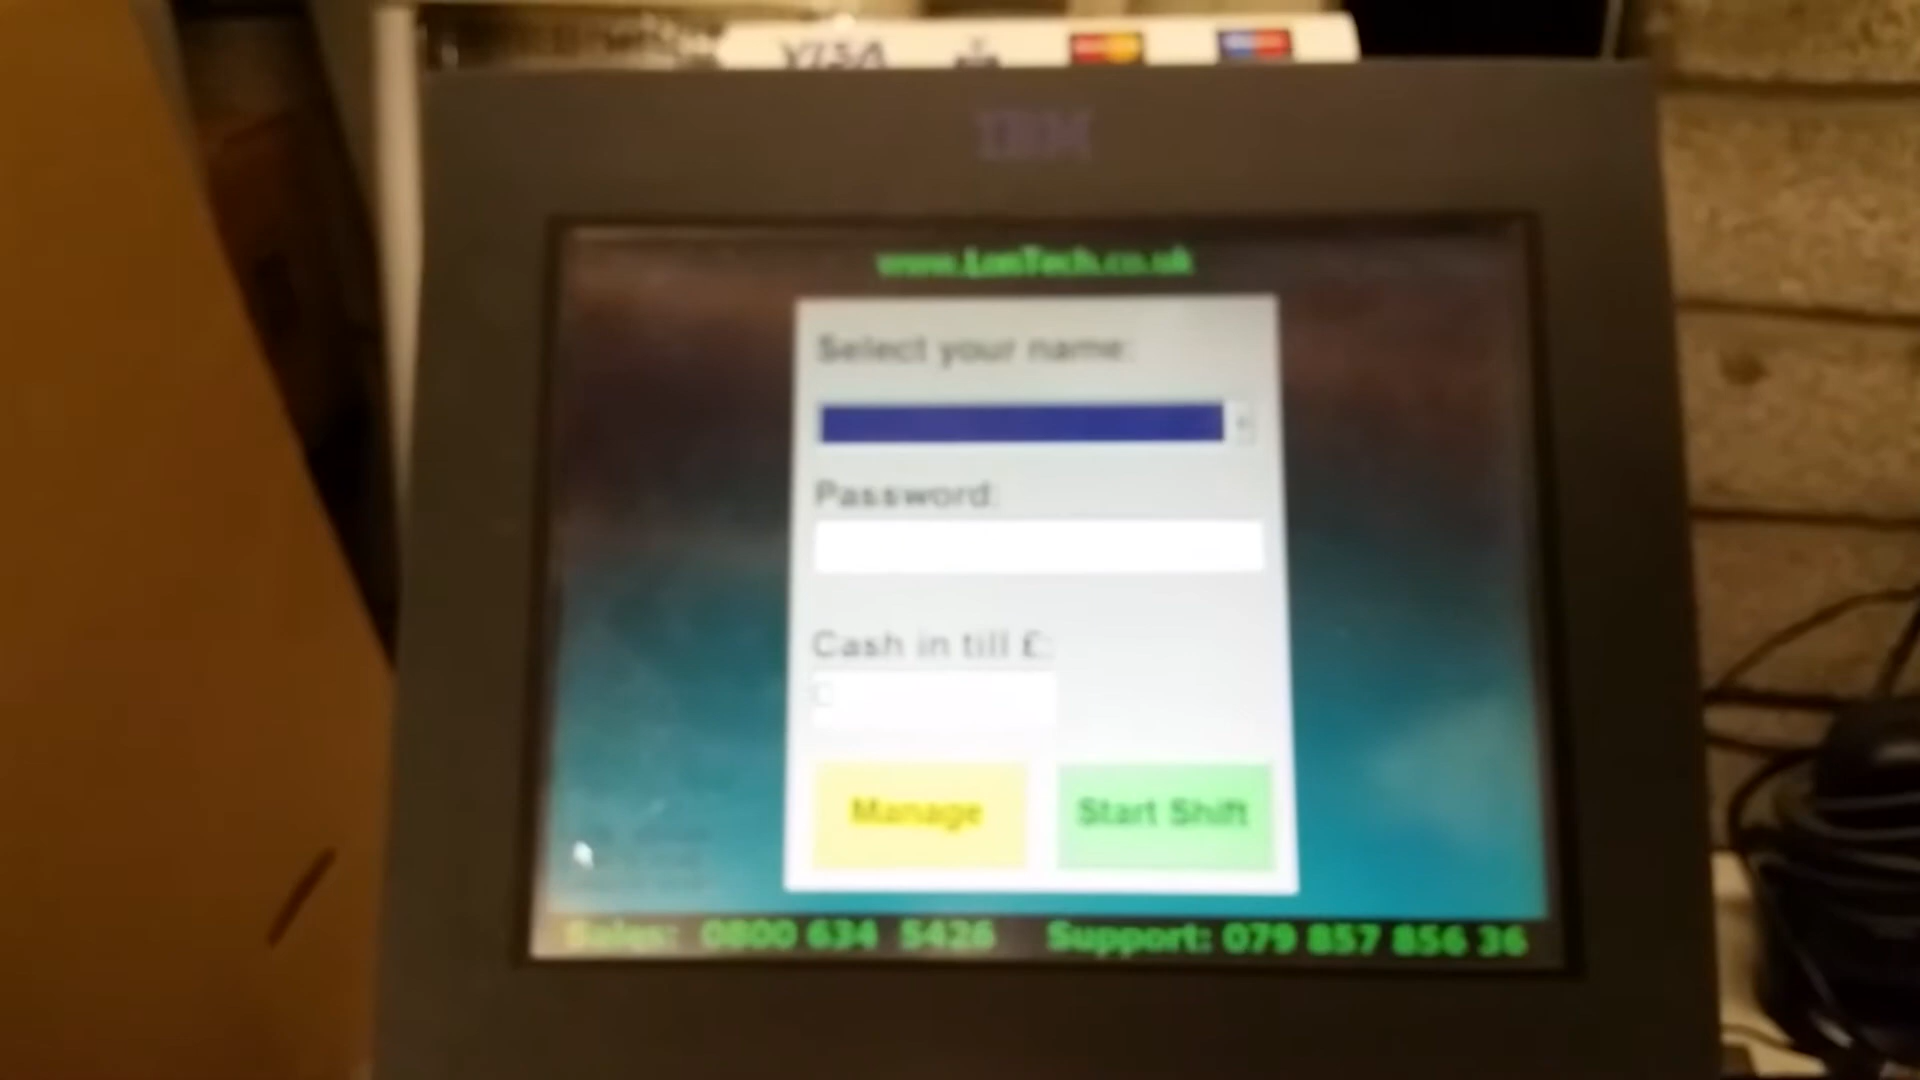 VISA
IBM
www.LonTech.co.uk
Select your name:
Password:
Cash in till £:
Manage
Start Shift
Sales: 0800 634 5426 Support: 079 857 856 36